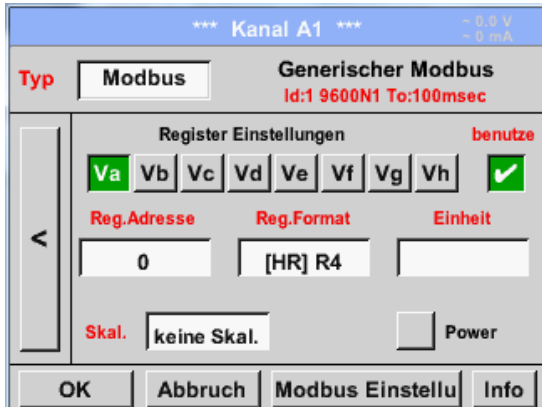 *** Kanal A1 ***
~ 0.0 V
~ 0 mA
Typ
Modbus
Generischer Modbus
Id:1 9600N1 To:100msec
Register Einstellungen
benutze
Va Vb Vc Vd Ve Vf Vg Vh
<
Reg.Adresse Reg.Format Einheit
0 [HR] R4
Skal. keine Skal. Power
OK Abbruch Modbus Einstellu Info